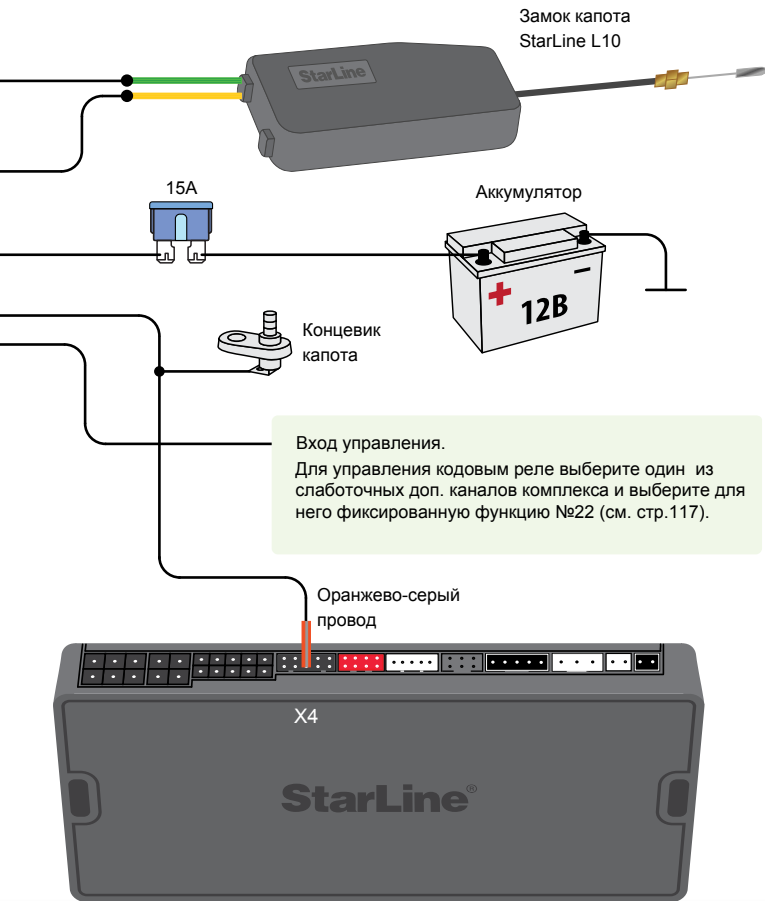 Замок капота
StarLine L10
StarLine
15А
Аккумулятор
+ −
12В
Концевик
капота
Вход управления.
Для управления кодовым реле выберите один из
слаботочных доп. каналов комплекса и выберите для
него фиксированную функцию №22 (см. стр.117).
Оранжево-серый
провод
X4
StarLine®